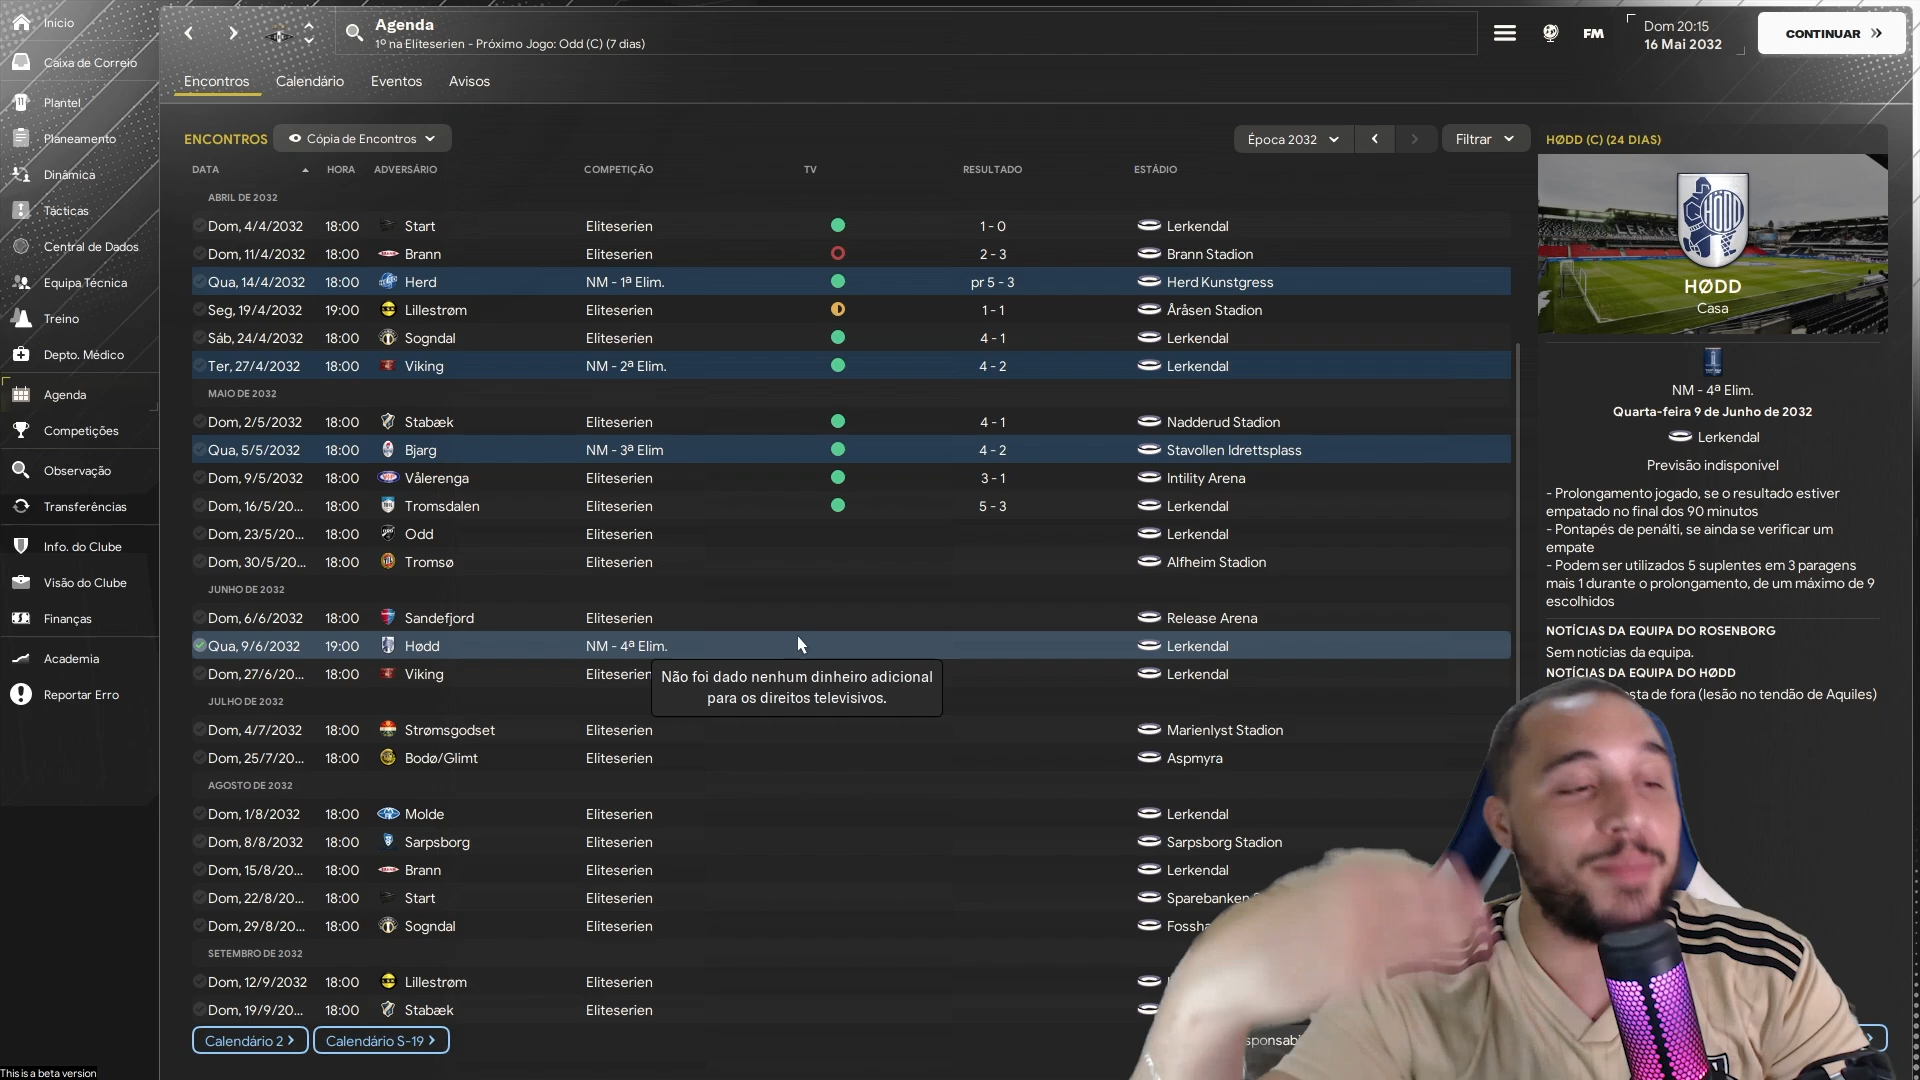 Início
Caixa de Correio
Plantel
Planeamento
Dinâmica
Tácticas
Central de Dados
Equipa Técnica
Treino
Depto. Médico
Agenda
Competições
Observação
Transferências
Info. do Clube
Visão do Clube
Finanças
Academia
Reportar Erro
This is a beta version
Agenda
1º na Eliteserien - Próximo Jogo: Odd (C) (7 dias)
FM
Dom 20:15
16 Mai 2032
CONTINUAR
Encontros Calendário Eventos Avisos
ENCONTROS Cópia de Encontros Época 2032 Filtrar
DATA HORA ADVERSÁRIO COMPETIÇÃO TV RESULTADO ESTÁDIO
ABRIL DE 2032
Dom, 4/4/2032 18:00 Start Eliteserien 1 - 0 Lerkendal
Dom, 11/4/2032 18:00 Brann Eliteserien 2 - 3 Brann Stadion
Qua, 14/4/2032 18:00 Herd NM - 1ª Elim. pr 5 - 3 Herd Kunstgress
Seg, 19/4/2032 19:00 Lillestrøm Eliteserien 1 - 1 Åråsen Stadion
Sáb, 24/4/2032 18:00 Sogndal Eliteserien 4 - 1 Lerkendal
Ter, 27/4/2032 18:00 Viking NM - 2ª Elim. 4 - 2 Lerkendal
MAIO DE 2032
Dom, 2/5/2032 18:00 Stabæk Eliteserien 4 - 1 Nadderud Stadion
Qua, 5/5/2032 18:00 Bjarg NM - 3ª Elim 4 - 2 Stavollen Idrettsplass
Dom, 9/5/2032 18:00 Vålerenga Eliteserien 3 - 1 Intility Arena
Dom, 16/5/20... 18:00 Tromsdalen Eliteserien 5 - 3 Lerkendal
Dom, 23/5/20... 18:00 Odd Eliteserien Lerkendal
Dom, 30/5/20... 18:00 Tromsø Eliteserien Alfheim Stadion
JUNHO DE 2032
Dom, 6/6/2032 18:00 Sandefjord Eliteserien Release Arena
Qua, 9/6/2032 19:00 Hødd NM - 4ª Elim. Lerkendal
Dom, 27/6/20... 18:00 Viking Eliteserien Lerkendal
Não foi dado nenhum dinheiro adicional
para os direitos televisivos.
JULHO DE 2032
Dom, 4/7/2032 18:00 Strømsgodset Eliteserien Marienlyst Stadion
Dom, 25/7/20... 18:00 Bodø/Glimt Eliteserien Aspmyra
AGOSTO DE 2032
Dom, 1/8/2032 18:00 Molde Eliteserien Lerkendal
Dom, 8/8/2032 18:00 Sarpsborg Eliteserien Sarpsborg Stadion
Dom, 15/8/20... 18:00 Brann Eliteserien Lerkendal
Dom, 22/8/20... 18:00 Start Eliteserien Sparebanken
Dom, 29/8/20... 18:00 Sogndal Eliteserien Fossha
SETEMBRO DE 2032
Dom, 12/9/2032 18:00 Lillestrøm Eliteserien
Dom, 19/9/20... 18:00 Stabæk Eliteserien
Calendário 2 Calendário S-19
HØDD (C) (24 DIAS)
HØDD
HØDD
Casa
NM - 4ª Elim.
Quarta-feira 9 de Junho de 2032
Lerkendal
Previsão indisponível
- Prolongamento jogado, se o resultado estiver
empatado no final dos 90 minutos
- Pontapés de penálti, se ainda se verificar um
empate
- Podem ser utilizados 5 suplentes em 3 paragens
mais 1 durante o prolongamento, de um máximo de 9
escolhidos
NOTÍCIAS DA EQUIPA DO ROSENBORG
Sem notícias da equipa.
NOTÍCIAS DA EQUIPA DO HØDD
sta de fora (lesão no tendão de Aquiles)